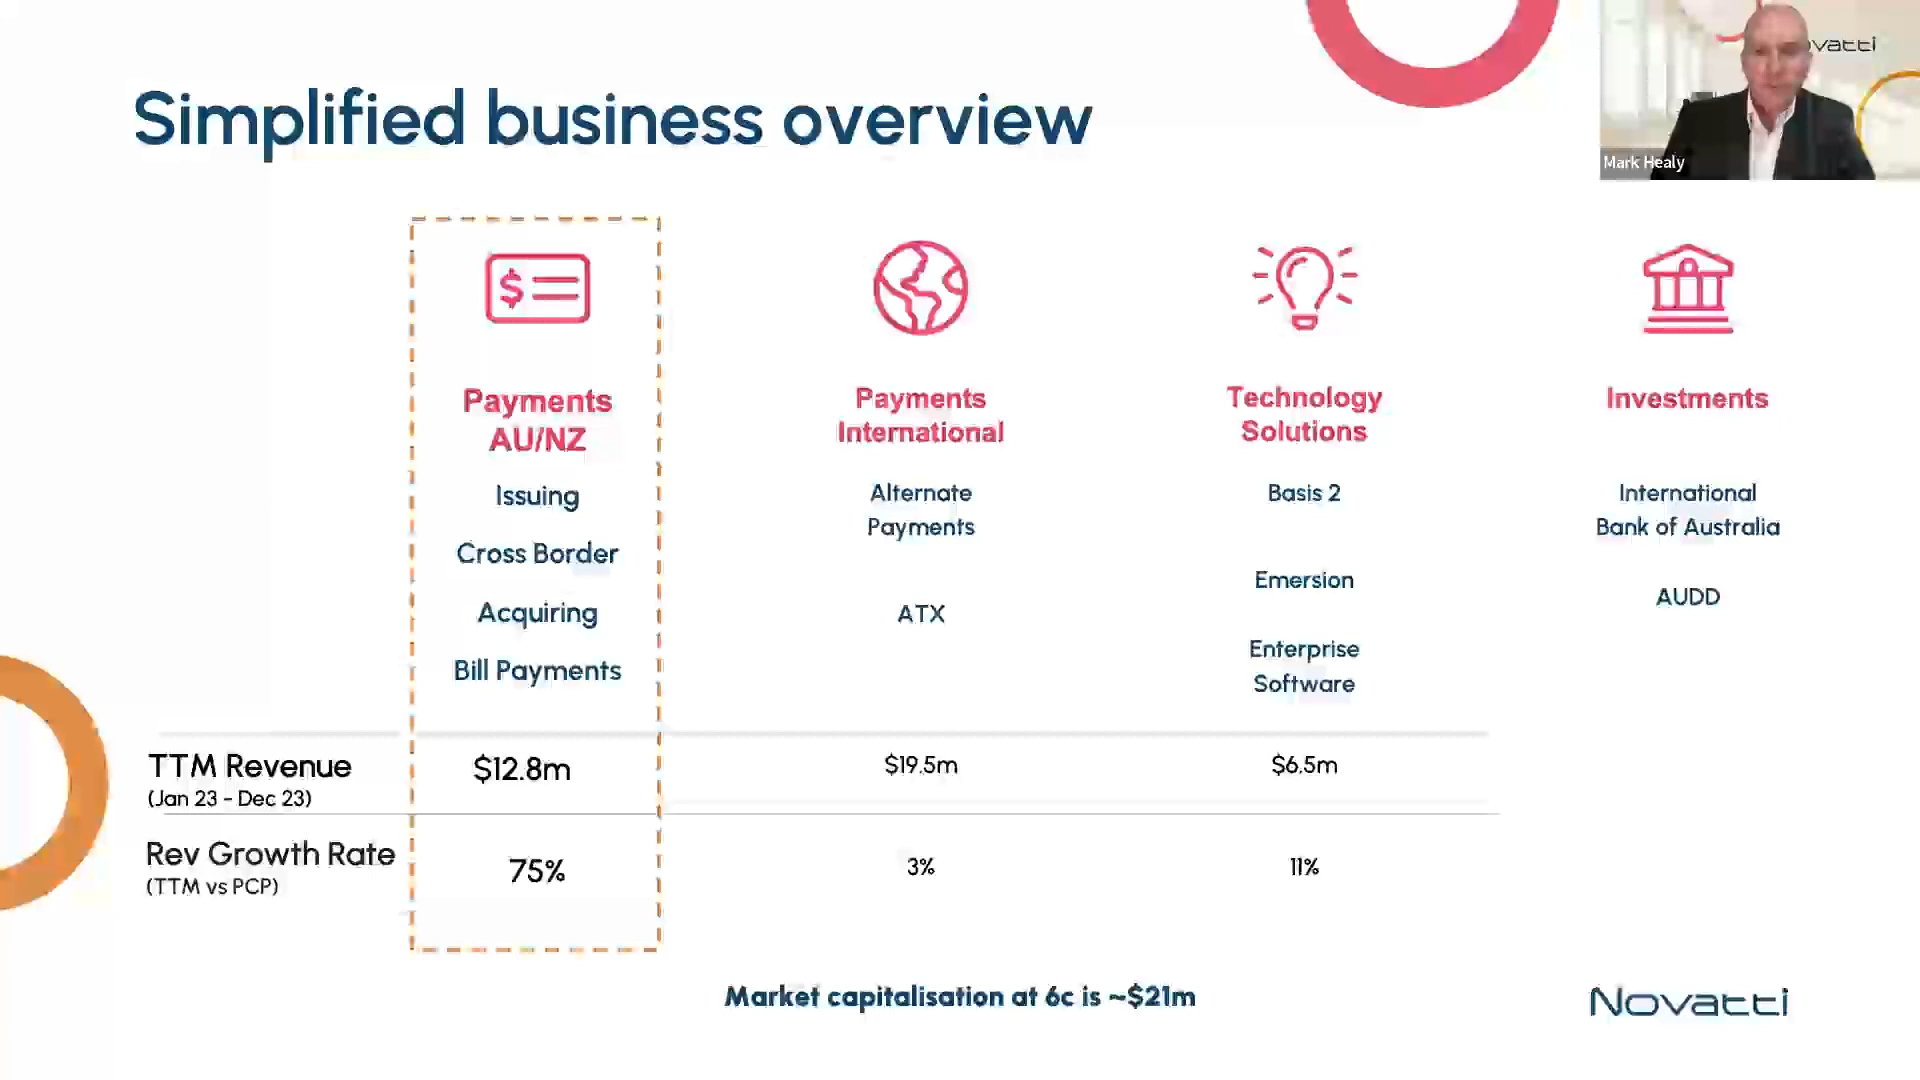 Simplified business overview
ovatti
Mark Healy
$
Payments
AU/NZ
Issuing
Cross Border
Acquiring
Bill Payments
Payments
International
Alternate
Payments
ATX
Technology
Solutions
Basis 2
Emersion
Enterprise
Software
Investments
International
Bank of Australia
AUDD
TTM Revenue
(Jan 23 - Dec 23)
$12.8m
$19.5m
$6.5m
Rev Growth Rate
(TTM vs PCP)
75%
3%
11%
Market capitalisation at 6c is ~$21m
Novatti